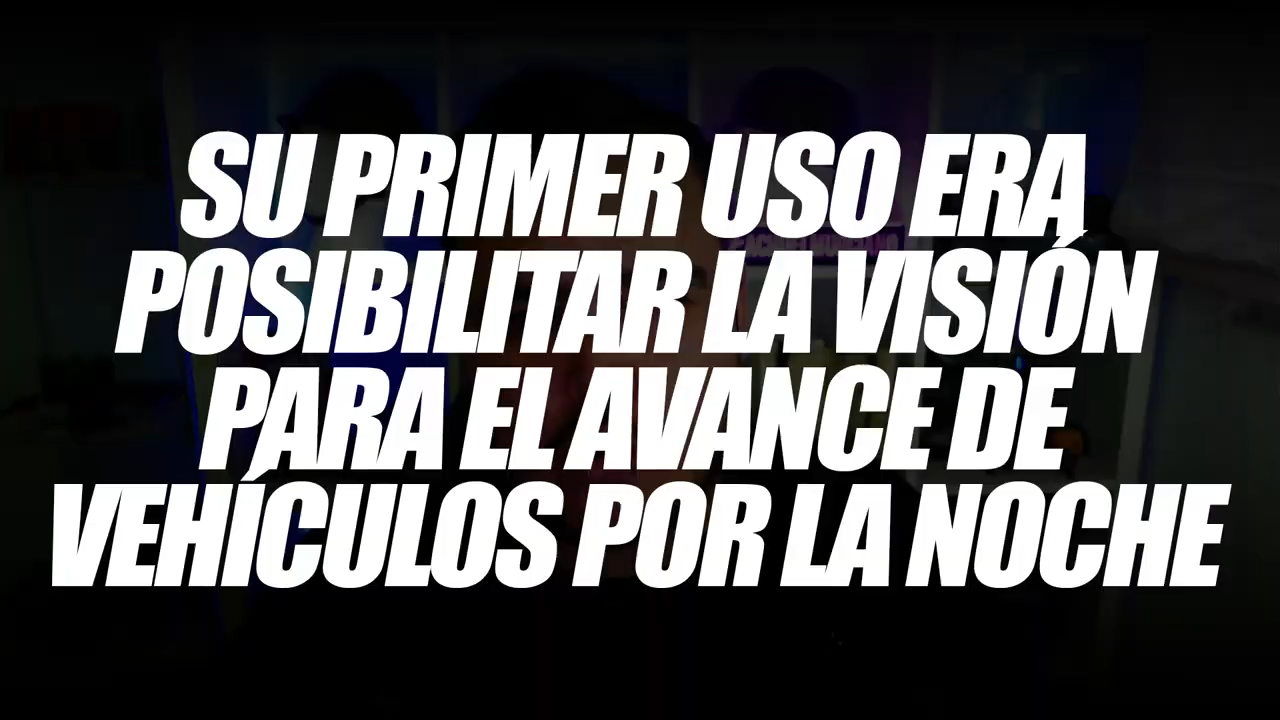 SU PRIMER USO ERA
POSIBILITAR LA VISIÓN
PARA EL AVANCE DE
VEHÍCULOS POR LA NOCHE